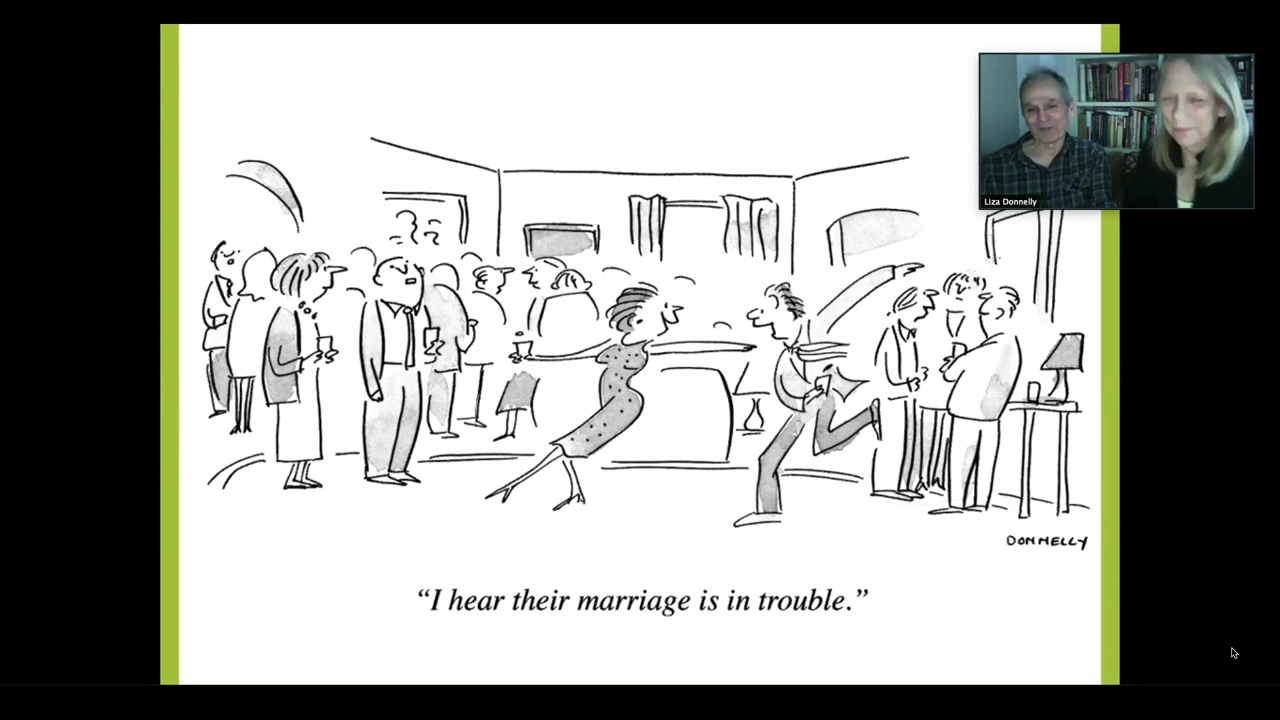 Liza Donnelly
DONNELLY
“I hear their marriage is in trouble.”